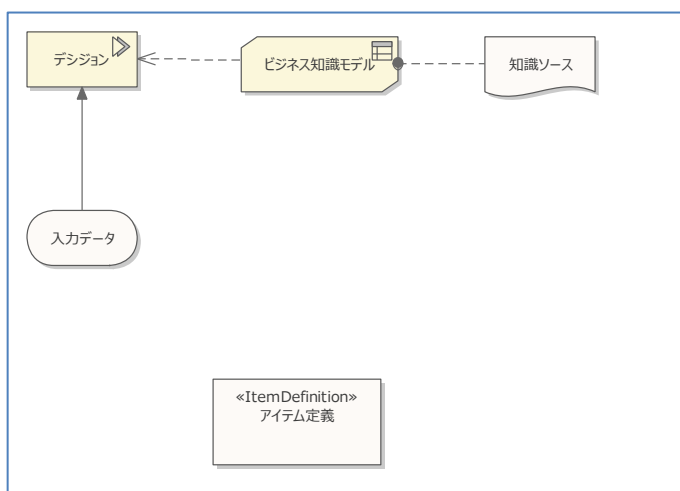 デシジョン
ビジネス知識モデル
知識ソース
入力データ
«ItemDefinition»
アイテム定義